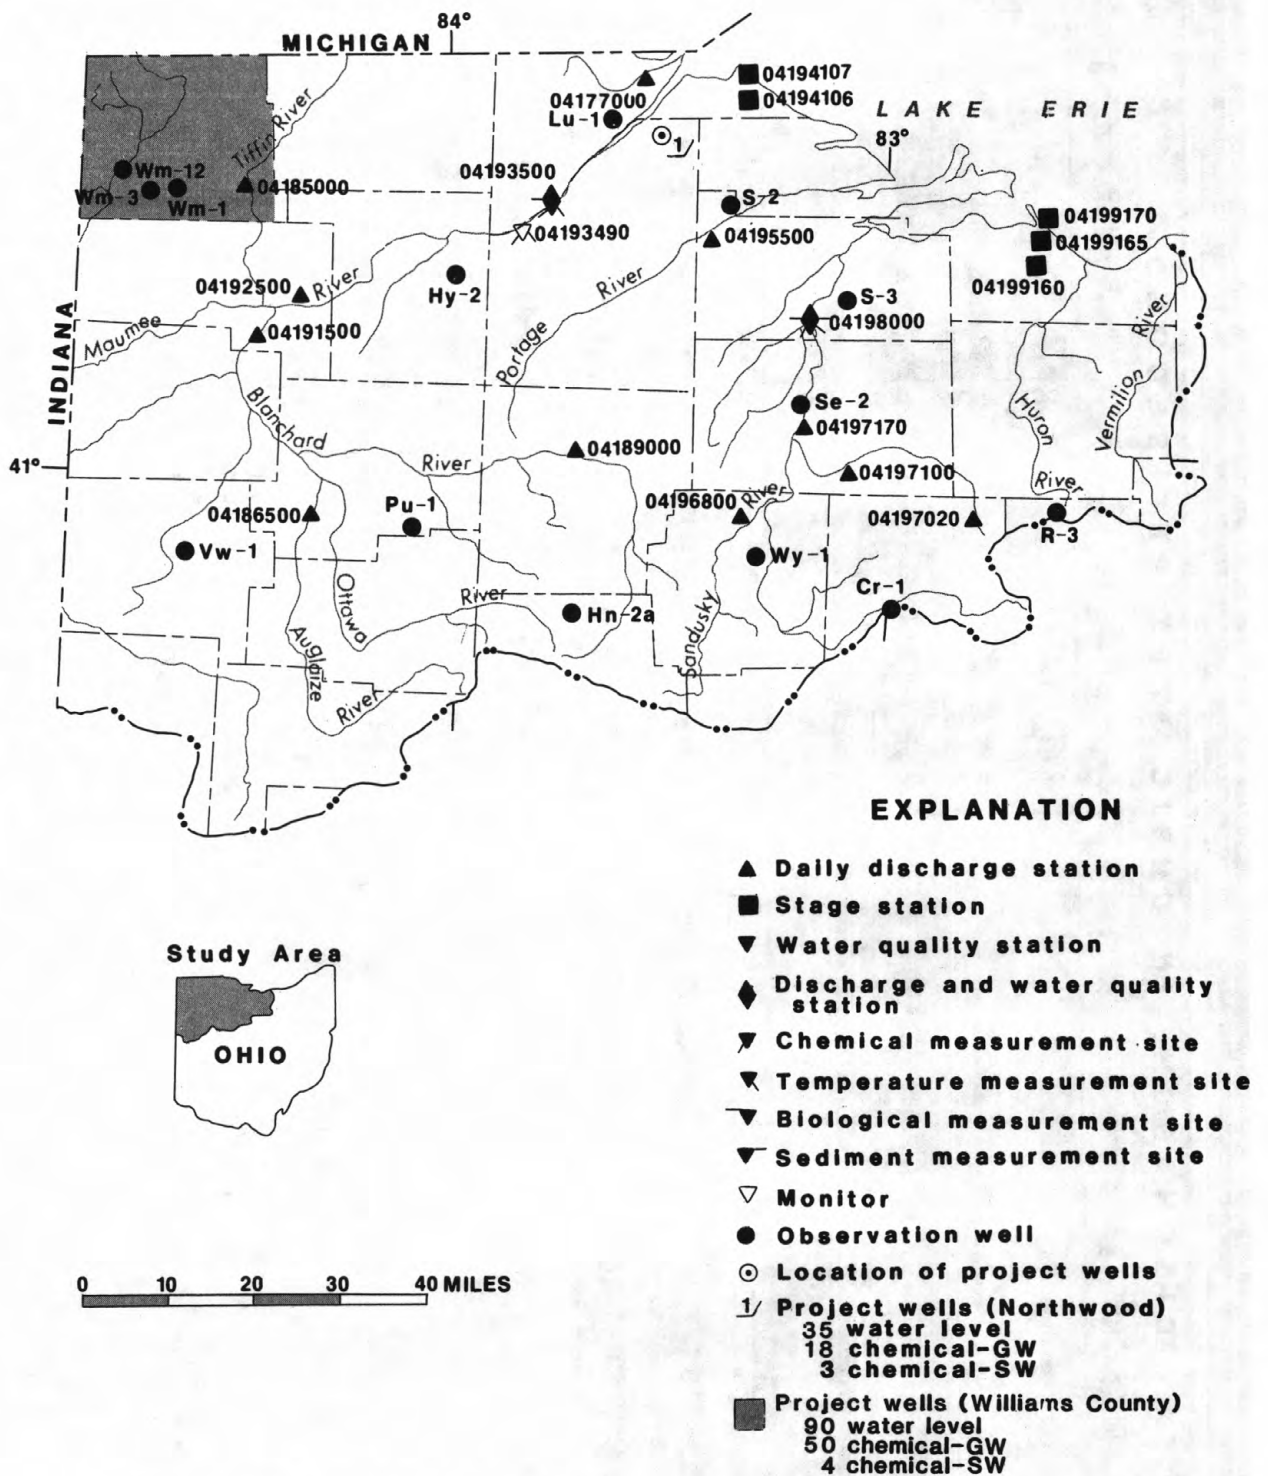 84°
MICHIGAN
04177000
Lu-1
1/
04194107
04194106
LAKE ERIE
83°
Tiffin River
Wm-12
Wm-3
Wm-1
04185000
04193500
04193490
S-2
04195500
04199170
04199165
04199160
04192500
River
Hy-2
River
S-3
04198000
River
INDIANA
Maumee
04191500
Portage
Blanchard
Se-2
04197170
Huron
Vermilion
41°
River
04189000
04197100
River
04186500
Pu-1
04196800
River
04197020
R-3
Vw-1
Wy-1
Ottawa
River
Hn-2a
Cr-1
Auglaize
River
Sandusky
EXPLANATION
Daily discharge station
Stage station
Water quality station
Discharge and water quality
station
Chemical measurement site
Temperature measurement site
Biological measurement site
Sediment measurement site
Monitor
Observation well
Location of project wells
1/ Project wells (Northwood)
35 water level
18 chemical-GW
3 chemical-SW
Project wells (Williams County)
90 water level
50 chemical-GW
4 chemical-SW
Study Area
OHIO
0 10 20 30 40 MILES